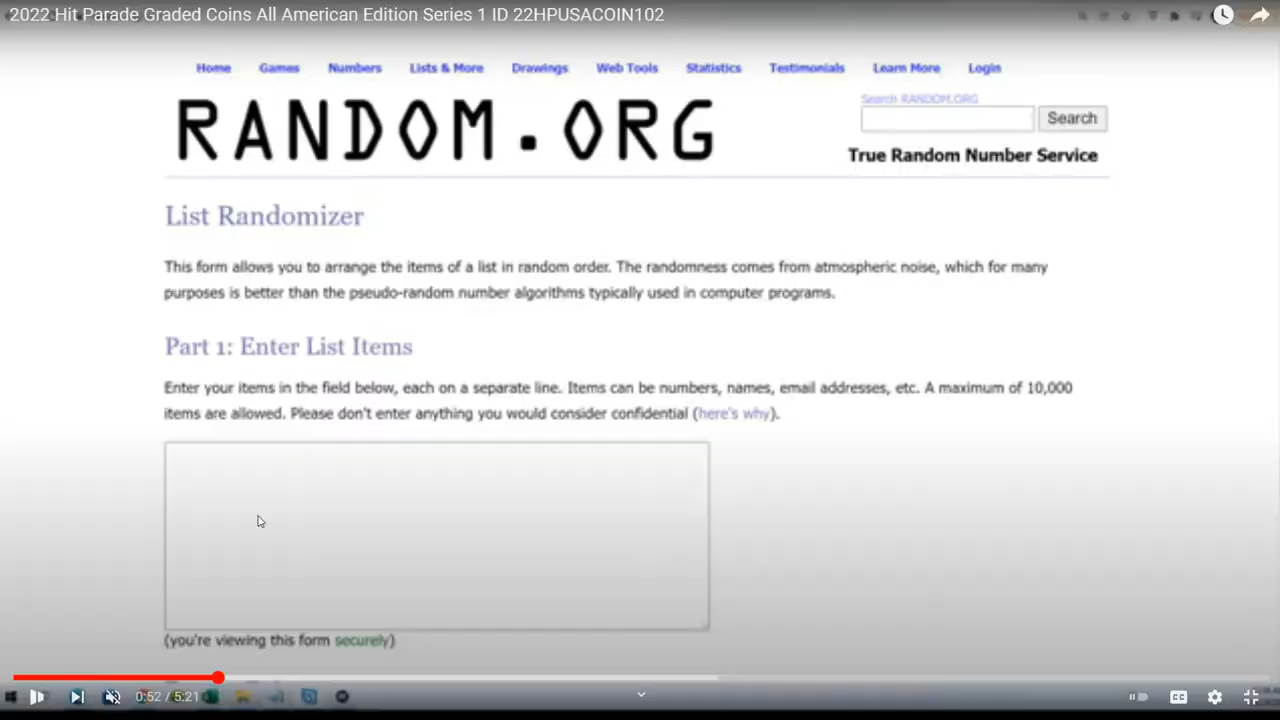 2022 Hit Parade Graded Coins All American Edition Series 1 ID 22HPUSACOIN102
Home Games Numbers Lists & More Drawings Web Tools Statistics Testimonials Learn More Login
RANDOM.ORG
Search RANDOM.ORG
Search
True Random Number Service
List Randomizer
This form allows you to arrange the items of a list in random order. The randomness comes from atmospheric noise, which for many
purposes is better than the pseudo-random number algorithms typically used in computer programs.
Part 1: Enter List Items
Enter your items in the field below, each on a separate line. Items can be numbers, names, email addresses, etc. A maximum of 10,000
items are allowed. Please don't enter anything you would consider confidential (here's why).
(you're viewing this form securely)
0:52 / 5:21
CC